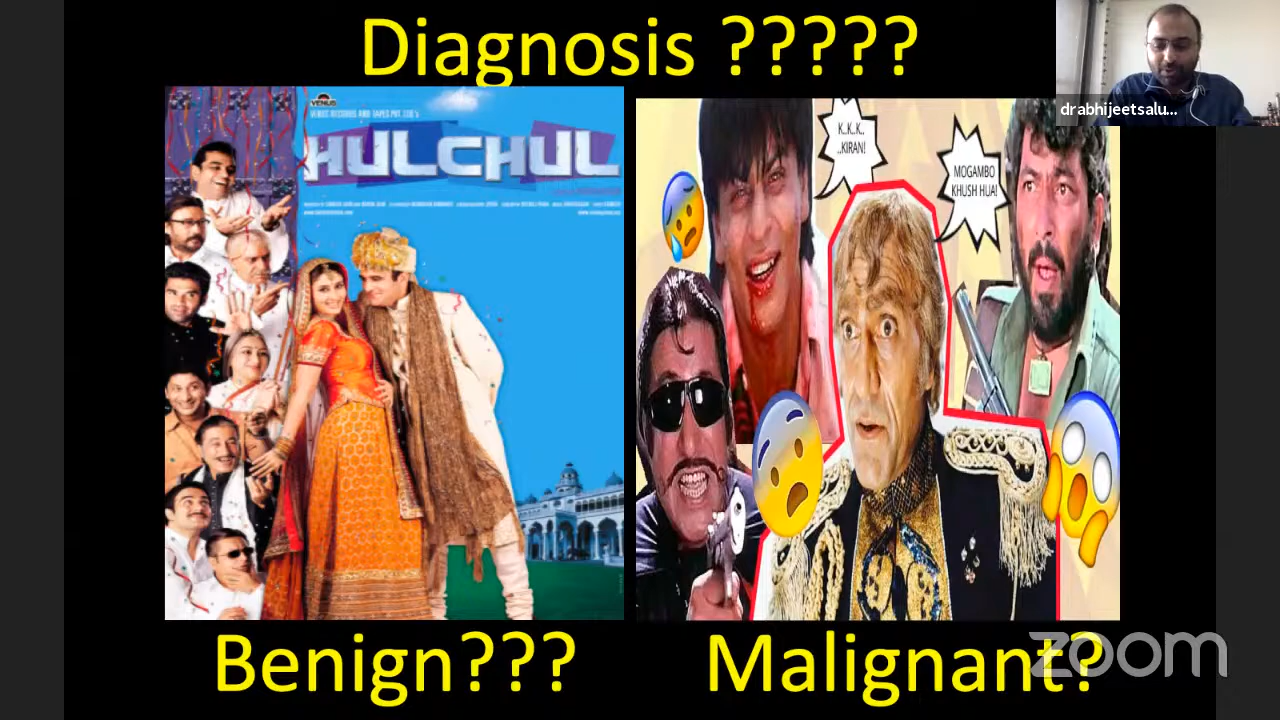 Diagnosis ?????
drabhijeetsalu...
VENUS
VENUS RECORDS AND TAPES PVT. LTD's
HULCHUL
K..K..K..
..KIRAN!
MOGAMBO
KHUSH HUA!
Benign???
Malignant?
zoom